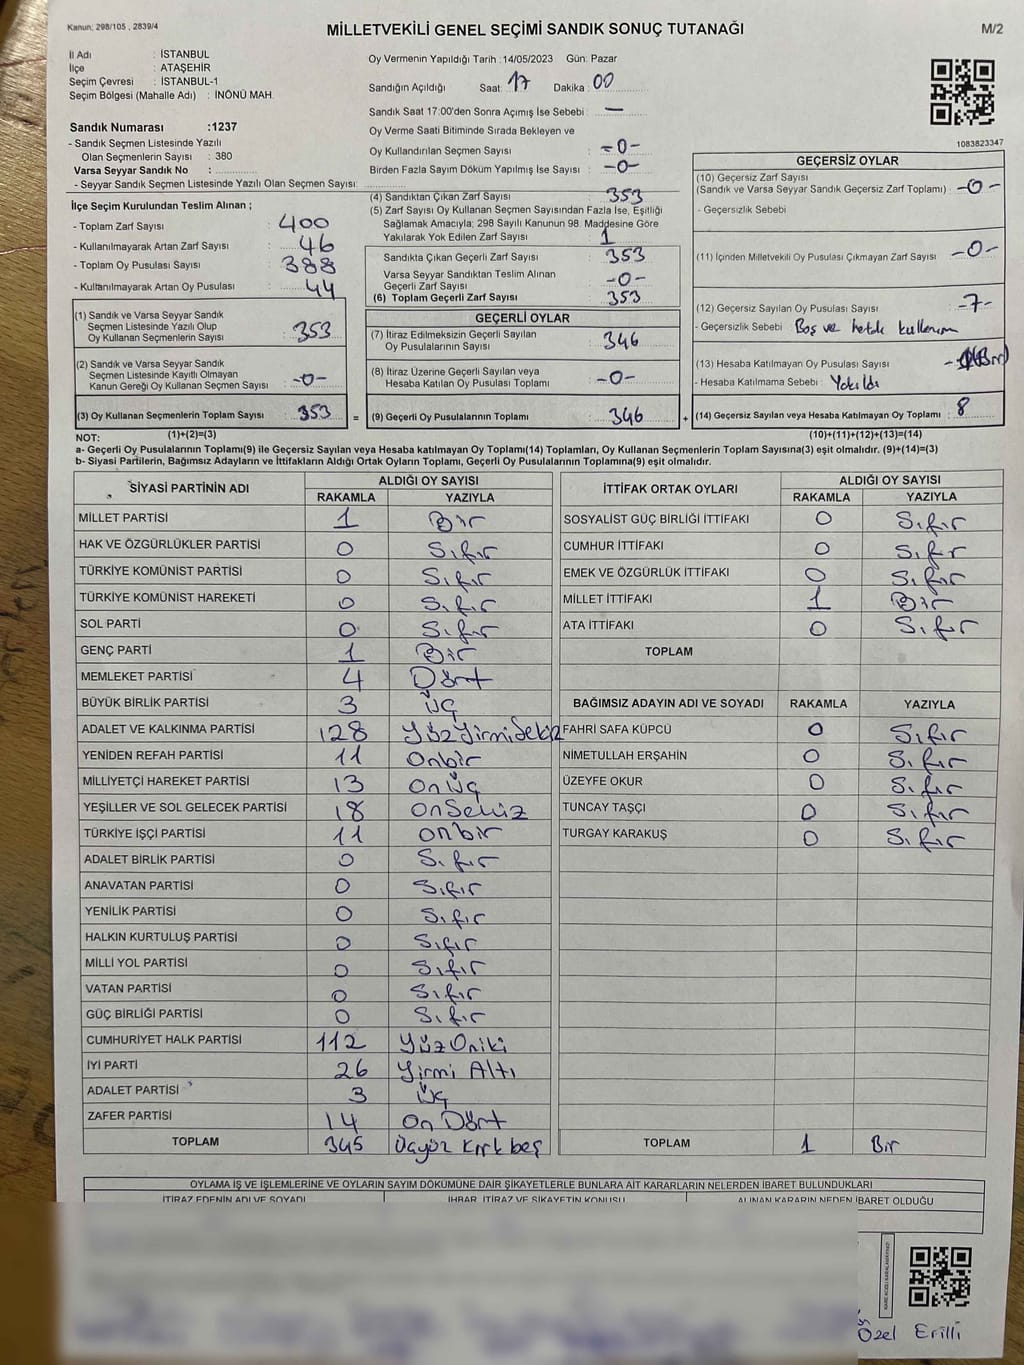 Kanun: 298/105 , 2839/4
MİLLETVEKİLİ GENEL SEÇİMİ SANDIK SONUÇ TUTANAĞI
M/2
İl Adı : İSTANBUL
İlçe : ATAŞEHİR
Seçim Çevresi : İSTANBUL-1
Seçim Bölgesi (Mahalle Adı) : İNÖNÜ MAH.
Sandık Numarası :1237
- Sandık Seçmen Listesinde Yazılı
Olan Seçmenlerin Sayısı : 380
Varsa Seyyar Sandık No :
- Seyyar Sandık Seçmen Listesinde Yazılı Olan Seçmen Sayısı:
İlçe Seçim Kurulundan Teslim Alınan ;
- Toplam Zarf Sayısı : 400
- Kullanılmayarak Artan Zarf Sayısı : 46
- Toplam Oy Pusulası Sayısı : 388
- Kullanılmayarak Artan Oy Pusulası : 44
Oy Vermenin Yapıldığı Tarih : 14/05/2023 Gün: Pazar
Sandığın Açıldığı Saat: 17 Dakika : 00
Sandık Saat 17:00'den Sonra Açımış İse Sebebi : —
Oy Verme Saati Bitiminde Sırada Bekleyen ve
Oy Kullandırılan Seçmen Sayısı : -0-
Birden Fazla Sayım Döküm Yapılmış İse Sayısı : -0-
(4) Sandıktan Çıkan Zarf Sayısı : 353
(5) Zarf Sayısı Oy Kullanan Seçmen Sayısından Fazla İse, Eşitliği
Sağlamak Amacıyla; 298 Sayılı Kanunun 98. Maddesine Göre
Yakılarak Yok Edilen Zarf Sayısı : 1
Sandıkta Çıkan Geçerli Zarf Sayısı : 353
Varsa Seyyar Sandıktan Teslim Alınan
Geçerli Zarf Sayısı : -0-
(6) Toplam Geçerli Zarf Sayısı : 353
1083823347
GEÇERSİZ OYLAR
(10) Geçersiz Zarf Sayısı
(Sandık ve Varsa Seyyar Sandık Geçersiz Zarf Toplamı) : -0-
- Geçersizlik Sebebi
(11) İçinden Milletvekili Oy Pusulası Çıkmayan Zarf Sayısı : -0-
(12) Geçersiz Sayılan Oy Pusulası Sayısı : -7-
- Geçersizlik Sebebi : Boş ve hatalı kullanım
(13) Hesaba Katılmayan Oy Pusulası Sayısı
- Hesaba Katılmama Sebebi : Yakıldı
(14) Geçersiz Sayılan veya Hesaba Katılmayan Oy Toplamı : 8
(10)+(11)+(12)+(13)=(14)
(1) Sandık ve Varsa Seyyar Sandık
Seçmen Listesinde Yazılı Olup
Oy Kullanan Seçmenlerin Sayısı : 353
(2) Sandık ve Varsa Seyyar Sandık
Seçmen Listesinde Kayıtlı Olmayan
Kanun Gereği Oy Kullanan Seçmen Sayısı : -0-
(3) Oy Kullanan Seçmenlerin Toplam Sayısı : 353 =
(1)+(2)=(3)
GEÇERLİ OYLAR
(7) İtiraz Edilmeksizin Geçerli Sayılan
Oy Pusulalarının Sayısı : 346
(8) İtiraz Üzerine Geçerli Sayılan veya
Hesaba Katılan Oy Pusulası Toplamı : -0-
(9) Geçerli Oy Pusulalarının Toplamı : 346 +
NOT:
a- Geçerli Oy Pusulalarının Toplamı(9) ile Geçersiz Sayılan veya Hesaba katılmayan Oy Toplamı(14) Toplamları, Oy Kullanan Seçmenlerin Toplam Sayısına(3) eşit olmalıdır. (9)+(14)=(3)
b- Siyasi Partilerin, Bağımsız Adayların ve İttifakların Aldığı Ortak Oyların Toplamı, Geçerli Oy Pusulalarının Toplamına(9) eşit olmalıdır.
SİYASİ PARTİNİN ADI ALDIĞI OY SAYISI
RAKAMLA YAZIYLA
MİLLET PARTİSİ 1 Bir
HAK VE ÖZGÜRLÜKLER PARTİSİ 0 Sıfır
TÜRKİYE KOMÜNİST PARTİSİ 0 Sıfır
TÜRKİYE KOMÜNİST HAREKETİ 0 Sıfır
SOL PARTİ 0 Sıfır
GENÇ PARTİ 1 Bir
MEMLEKET PARTİSİ 4 Dört
BÜYÜK BİRLİK PARTİSİ 3 Üç
ADALET VE KALKINMA PARTİSİ 128 YüzYirmiSekiz
YENİDEN REFAH PARTİSİ 11 Onbir
MİLLİYETÇİ HAREKET PARTİSİ 13 On Üç
YEŞİLLER VE SOL GELECEK PARTİSİ 18 OnSekiz
TÜRKİYE İŞÇİ PARTİSİ 11 Onbir
ADALET BİRLİK PARTİSİ 0 Sıfır
ANAVATAN PARTİSİ 0 Sıfır
YENİLİK PARTİSİ 0 Sıfır
HALKIN KURTULUŞ PARTİSİ 0 Sıfır
MİLLİ YOL PARTİSİ 0 Sıfır
VATAN PARTİSİ 0 Sıfır
GÜÇ BİRLİĞİ PARTİSİ 0 Sıfır
CUMHURİYET HALK PARTİSİ 112 YüzOniki
İYİ PARTİ 26 Yirmi Altı
ADALET PARTİSİ 3 Üç
ZAFER PARTİSİ 14 On Dört
TOPLAM 345 Üçyüz Kırk beş
İTTİFAK ORTAK OYLARI ALDIĞI OY SAYISI
RAKAMLA YAZIYLA
SOSYALİST GÜÇ BİRLİĞİ İTTİFAKI 0 Sıfır
CUMHUR İTTİFAKI 0 Sıfır
EMEK VE ÖZGÜRLÜK İTTİFAKI 0 Sıfır
MİLLET İTTİFAKI 1 Bir
ATA İTTİFAKI 0 Sıfır
TOPLAM
BAĞIMSIZ ADAYIN ADI VE SOYADI RAKAMLA YAZIYLA
FAHRİ SAFA KÜPCÜ 0 Sıfır
NİMETULLAH ERŞAHİN 0 Sıfır
ÜZEYFE OKUR 0 Sıfır
TUNCAY TAŞÇI 0 Sıfır
TURGAY KARAKUŞ 0 Sıfır
TOPLAM 1 Bir
OYLAMA İŞ VE İŞLEMLERİNE VE OYLARIN SAYIM DÖKÜMÜNE DAİR ŞİKAYETLERLE BUNLARA AİT KARARLARIN NELERDEN İBARET BULUNDUKLARI
İTİRAZ EDENİN ADI VE SOYADI İHBAR, İTİRAZ VE ŞİKAYETİN KONUSU ALINAN KARARIN NEDEN İBARET OLDUĞU
Özel Erilli